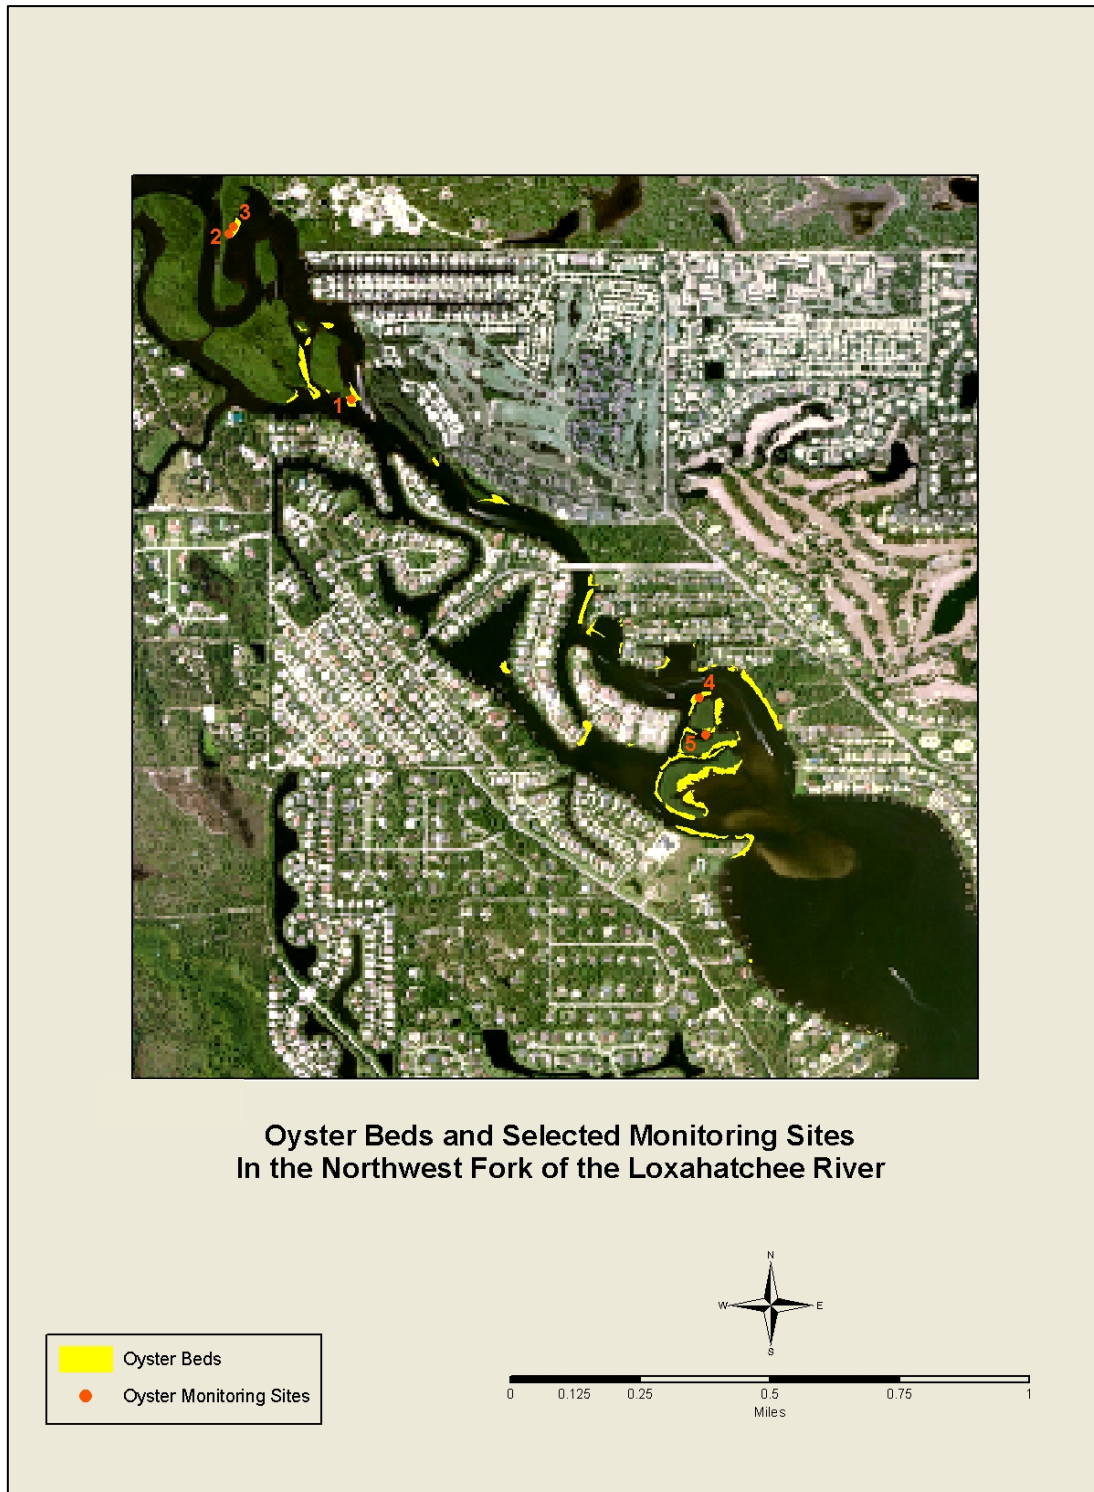 3
2
1
4
5
Oyster Beds and Selected Monitoring Sites
In the Northwest Fork of the Loxahatchee River
N
W E
S
Oyster Beds
Oyster Monitoring Sites
0 0.125 0.25 0.5 0.75 1
Miles